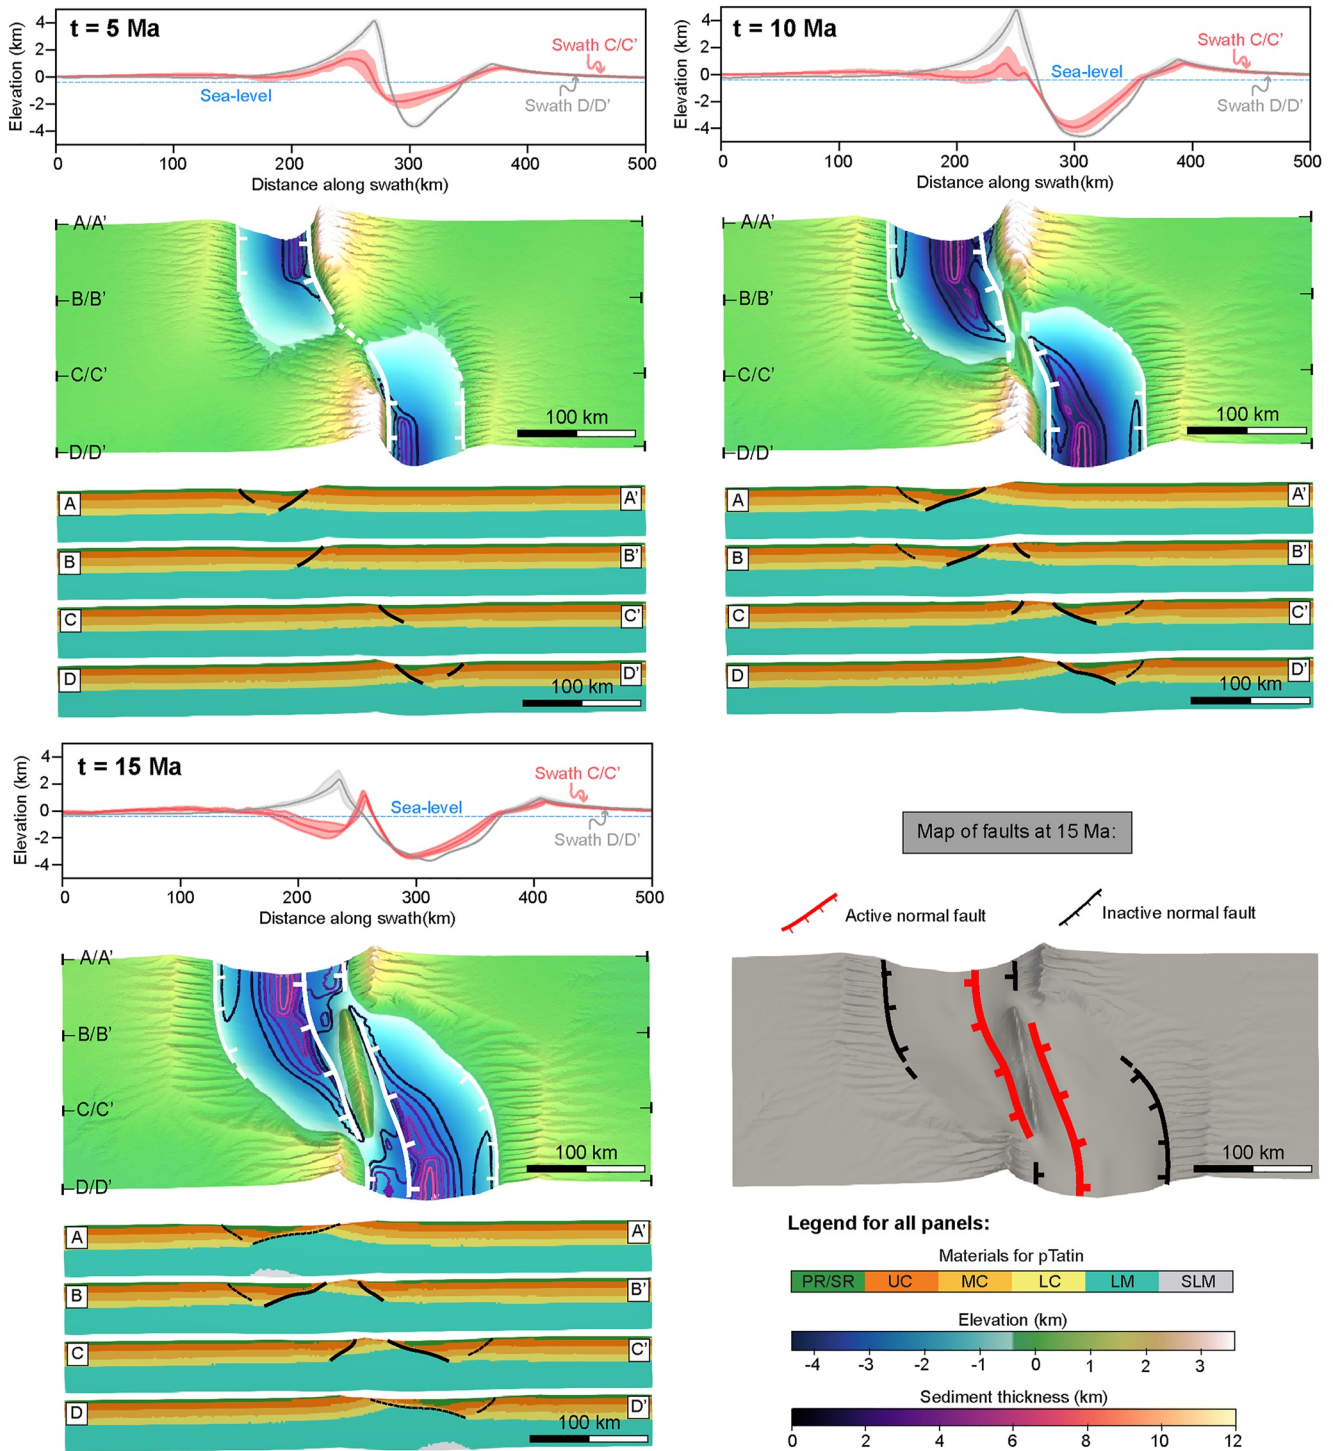 t = 5 Ma
Elevation (km)
4
2
0
-2
-4
Swath C/C'
Sea-level
Swath D/D'
0 100 200 300 400 500
Distance along swath(km)
A/A'
B/B'
C/C'
D/D'
100 km
A A'
B B'
C C'
D D'
100 km
t = 10 Ma
Elevation (km)
4
2
0
-2
-4
Swath C/C'
Sea-level
Swath D/D'
0 100 200 300 400 500
Distance along swath(km)
A/A'
B/B'
C/C'
D/D'
100 km
A A'
B B'
C C'
D D'
100 km
t = 15 Ma
Elevation (km)
4
2
0
-2
-4
Swath C/C'
Sea-level
Swath D/D'
0 100 200 300 400 500
Distance along swath(km)
A/A'
B/B'
C/C'
D/D'
100 km
A A'
B B'
C C'
D D'
100 km
Map of faults at 15 Ma:
Active normal fault
Inactive normal fault
100 km
Legend for all panels:
Materials for pTatin
PR/SR UC MC LC LM SLM
Elevation (km)
-4 -3 -2 -1 0 1 2 3
Sediment thickness (km)
0 2 4 6 8 10 12